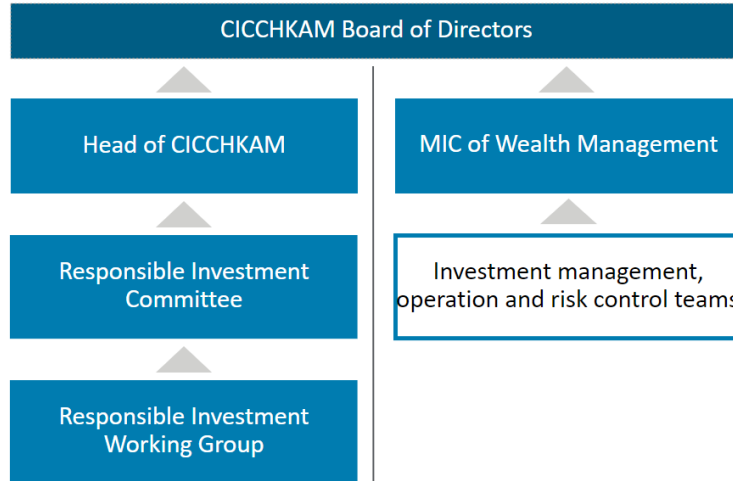 CICCHKAM Board of Directors
Head of CICCHKAM
MIC of Wealth Management
Responsible Investment
Committee
Investment management,
operation and risk control teams
Responsible Investment
Working Group